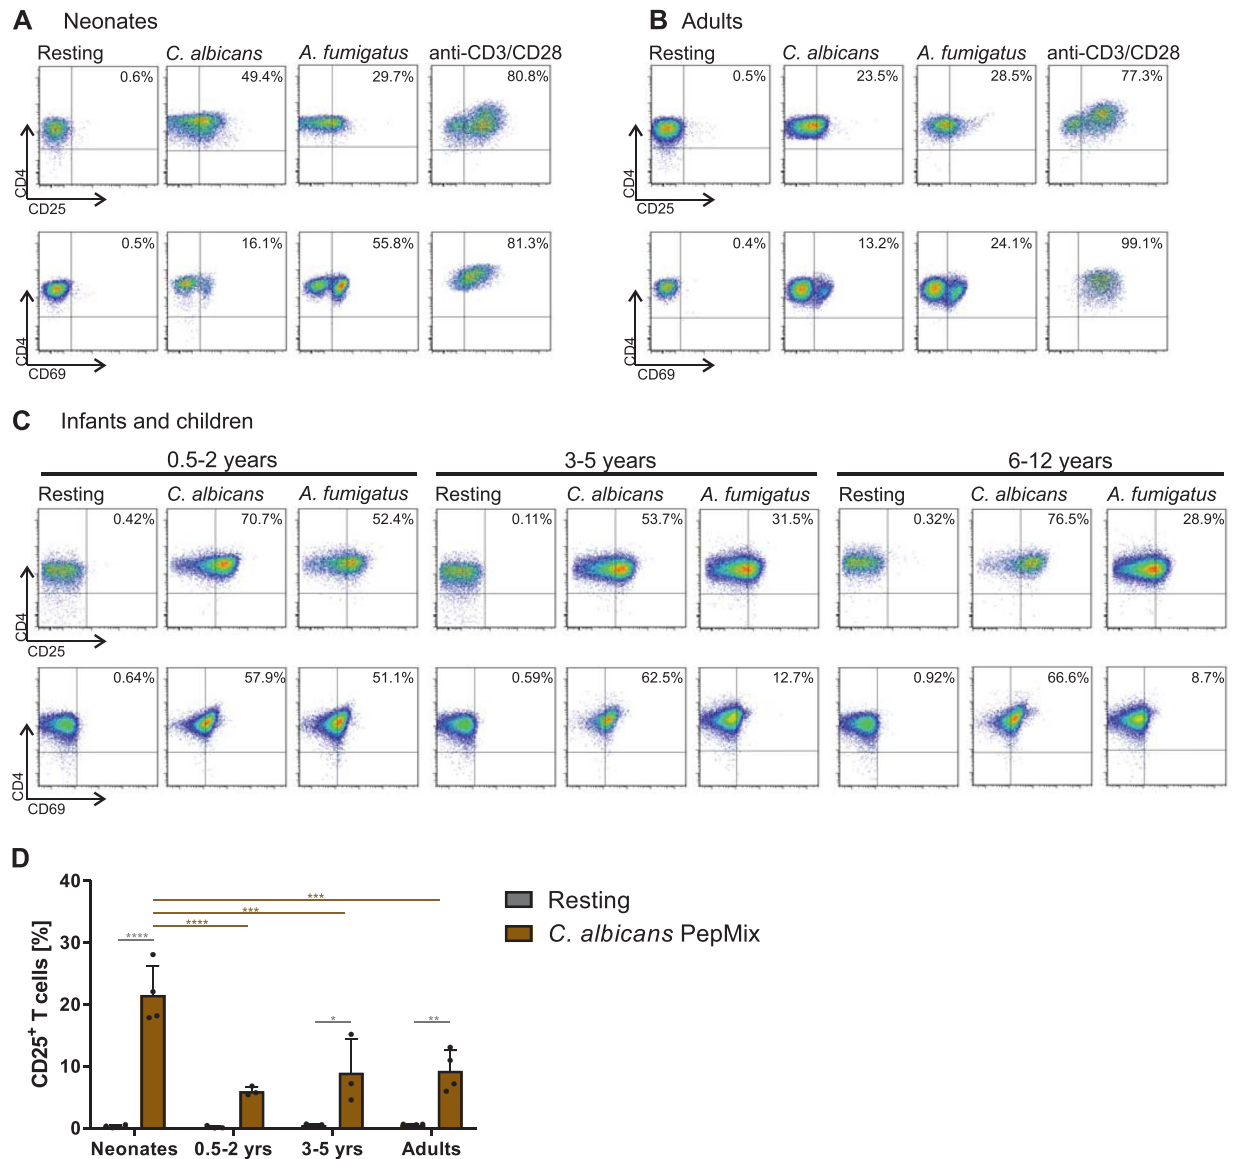 A Neonates
Resting C. albicans A. fumigatus anti-CD3/CD28
0.6% 49.4% 29.7% 80.8%
CD4
CD25
0.5% 16.1% 55.8% 81.3%
CD4
CD69
B Adults
Resting C. albicans A. fumigatus anti-CD3/CD28
0.5% 23.5% 28.5% 77.3%
CD4
CD25
0.4% 13.2% 24.1% 99.1%
CD4
CD69
C Infants and children
0.5-2 years 3-5 years 6-12 years
Resting C. albicans A. fumigatus Resting C. albicans A. fumigatus Resting C. albicans A. fumigatus
0.42% 70.7% 52.4% 0.11% 53.7% 31.5% 0.32% 76.5% 28.9%
CD4
CD25
0.64% 57.9% 51.1% 0.59% 62.5% 12.7% 0.92% 66.6% 8.7%
CD4
CD69
D
CD25+ T cells [%]
40
30
20
10
0
***
***
****
****
*
**
Neonates 0.5-2 yrs 3-5 yrs Adults
Resting
C. albicans PepMix